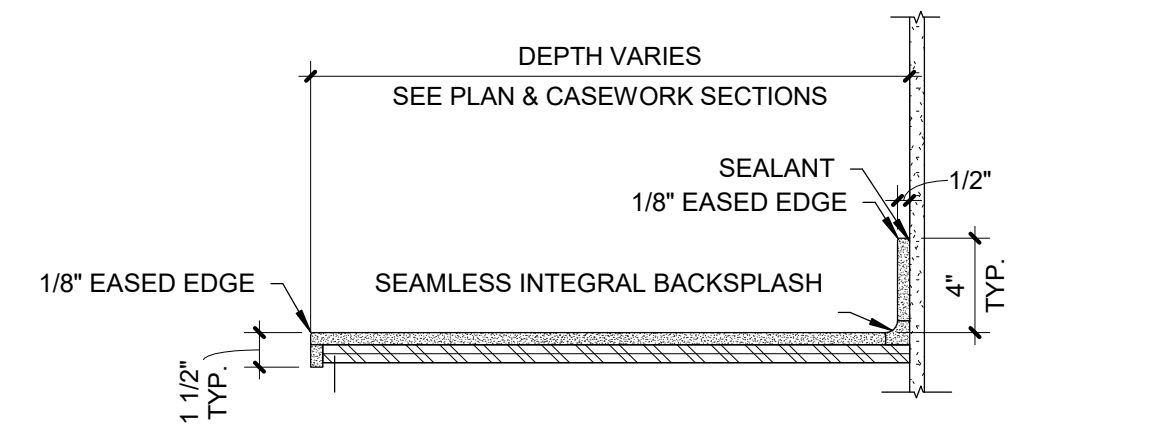 DEPTH VARIES
SEE PLAN & CASEWORK SECTIONS
SEALANT
1/2"
1/8" EASED EDGE
1/8" EASED EDGE
SEAMLESS INTEGRAL BACKSPLASH
4"
TYP.
1 1/2"
TYP.